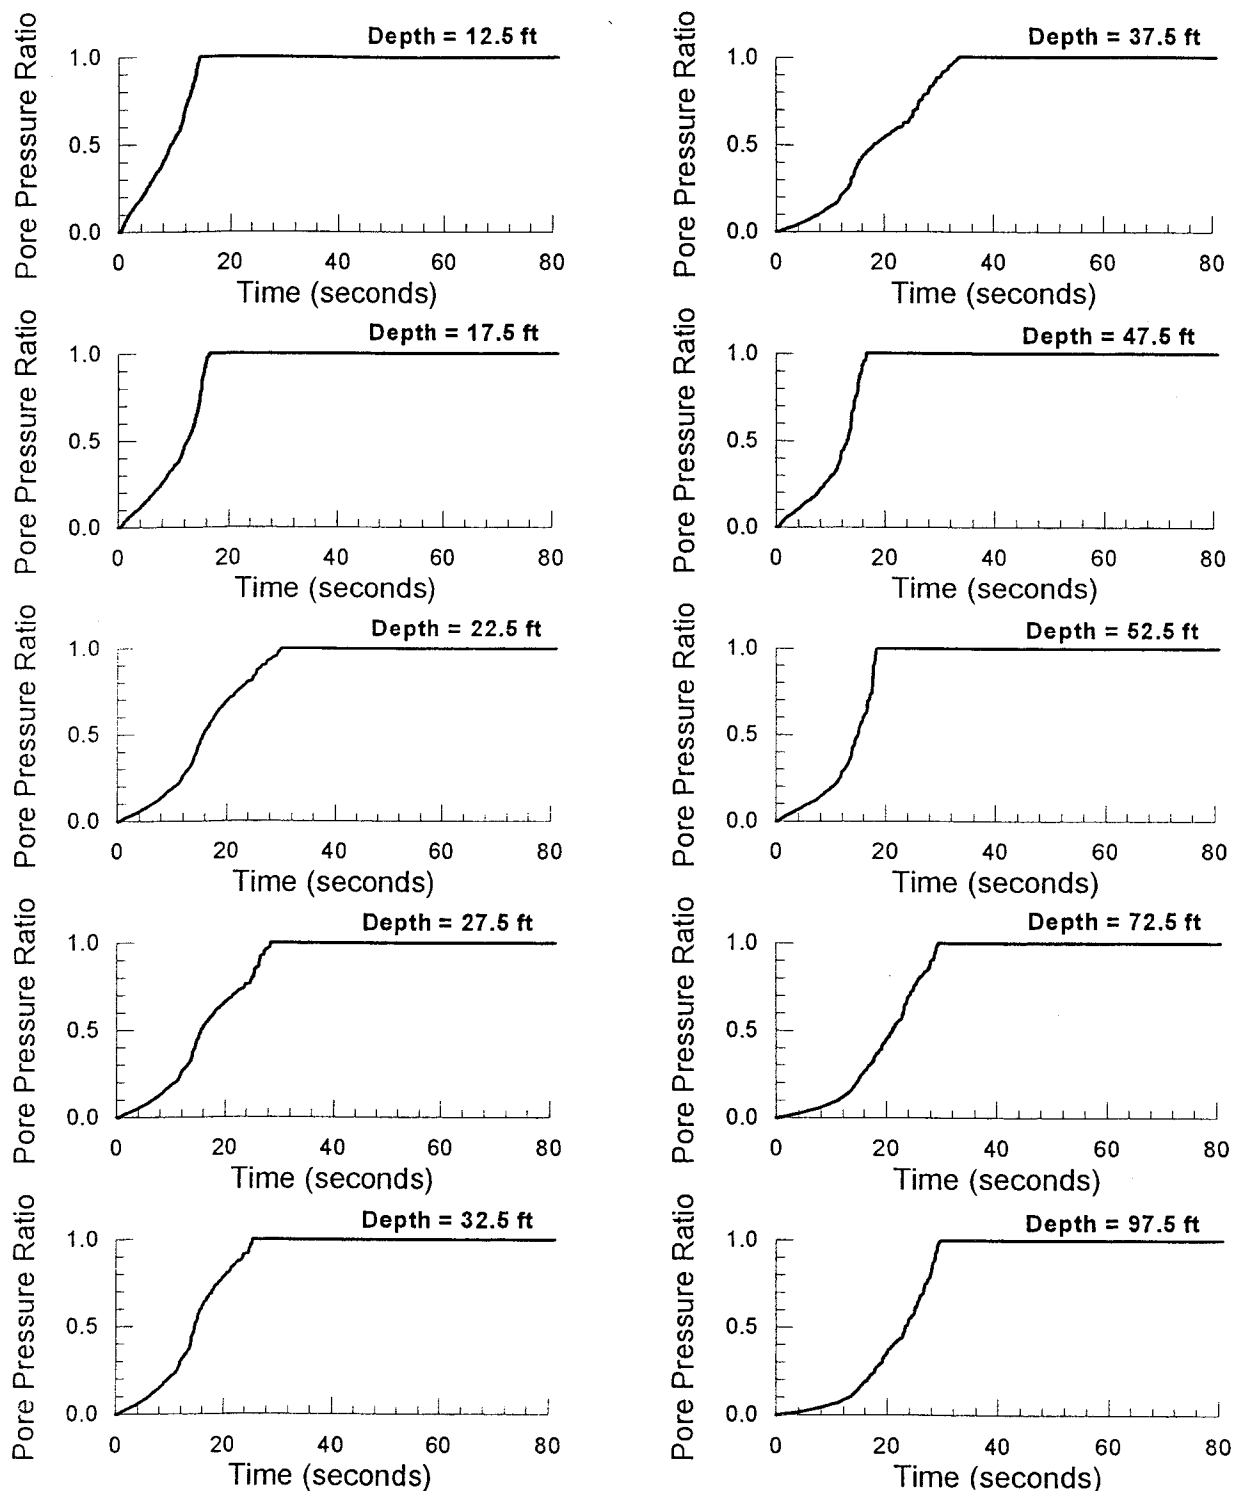 Depth = 12.5 ft
Pore Pressure Ratio
1.0
0.5
0.0
0 20 40 60 80
Time (seconds)
Depth = 17.5 ft
Pore Pressure Ratio
1.0
0.5
0.0
0 20 40 60 80
Time (seconds)
Depth = 22.5 ft
Pore Pressure Ratio
1.0
0.5
0.0
0 20 40 60 80
Time (seconds)
Depth = 27.5 ft
Pore Pressure Ratio
1.0
0.5
0.0
0 20 40 60 80
Time (seconds)
Depth = 32.5 ft
Pore Pressure Ratio
1.0
0.5
0.0
0 20 40 60 80
Time (seconds)
Depth = 37.5 ft
Pore Pressure Ratio
1.0
0.5
0.0
0 20 40 60 80
Time (seconds)
Depth = 47.5 ft
Pore Pressure Ratio
1.0
0.5
0.0
0 20 40 60 80
Time (seconds)
Depth = 52.5 ft
Pore Pressure Ratio
1.0
0.5
0.0
0 20 40 60 80
Time (seconds)
Depth = 72.5 ft
Pore Pressure Ratio
1.0
0.5
0.0
0 20 40 60 80
Time (seconds)
Depth = 97.5 ft
Pore Pressure Ratio
1.0
0.5
0.0
0 20 40 60 80
Time (seconds)